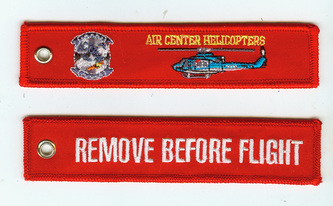 AIR CENTER HELICOPTERS
REMOVE BEFORE FLIGHT